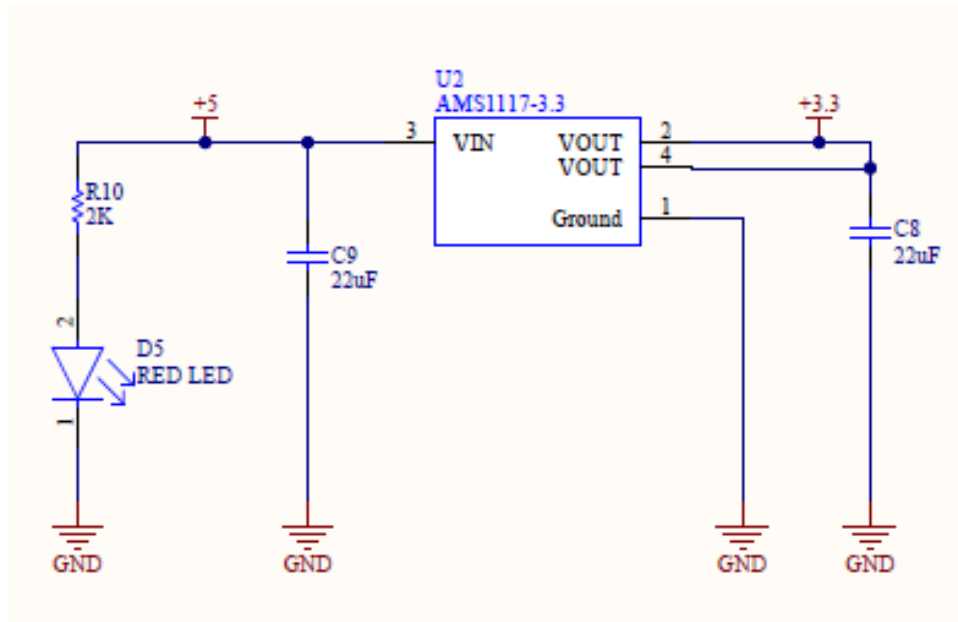 U2
AMS1117-3.3
+5
+3.3
3
VIN
VOUT
2
VOUT
4
Ground
1
R10
2K
C9
22uF
C8
22uF
2
D5
RED LED
1
GND
GND
GND
GND